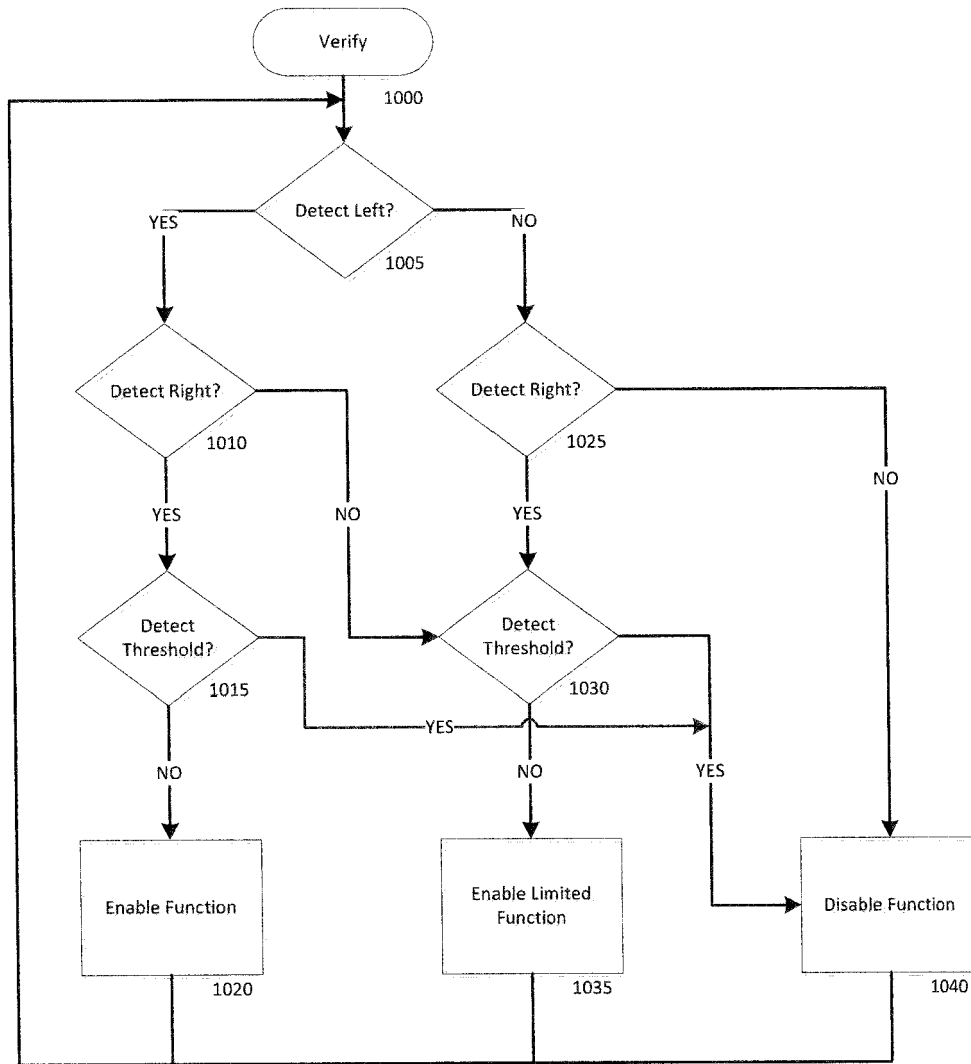 Verify
1000
Detect Left?
YES
NO
1005
Detect Right?
Detect Right?
1010
1025
NO
YES
NO
YES
Detect
Threshold?
Detect
Threshold?
1015
1030
YES
NO
NO
YES
Enable Function
Enable Limited
Function
Disable Function
1020
1035
1040